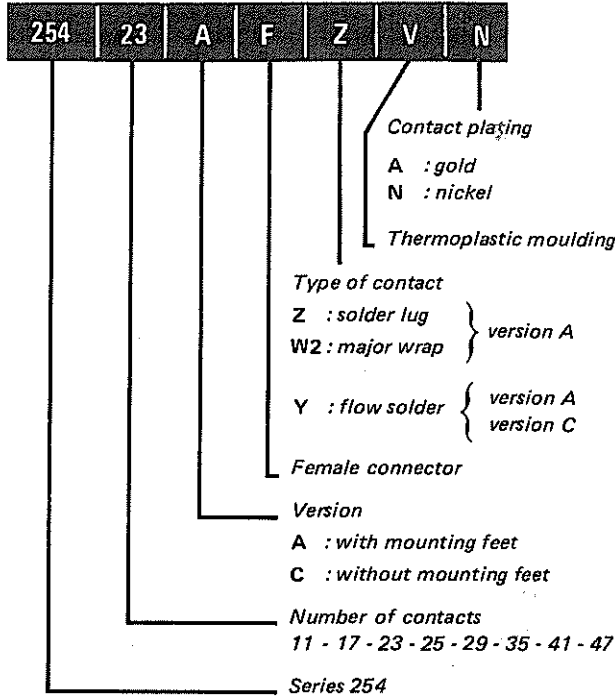 254 23 A F Z V N
Contact plating
A : gold
N : nickel
Thermoplastic moulding
Type of contact
Z : solder lug
W2 : major wrap
version A
Y : flow solder
version A
version C
Female connector
Version
A : with mounting feet
C : without mounting feet
Number of contacts
11 - 17 - 23 - 25 - 29 - 35 - 41 - 47
Series 254